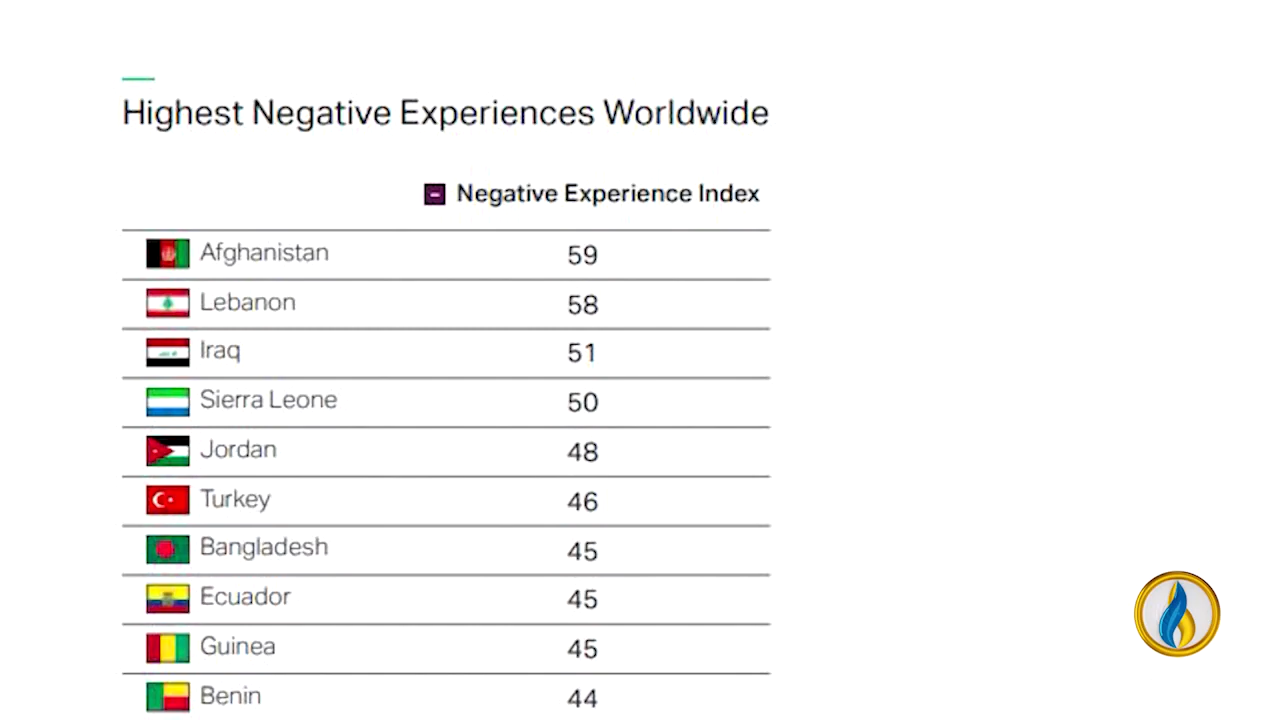 Highest Negative Experiences Worldwide
Negative Experience Index
Afghanistan 59
Lebanon 58
Iraq 51
Sierra Leone 50
Jordan 48
Turkey 46
Bangladesh 45
Ecuador 45
Guinea 45
Benin 44